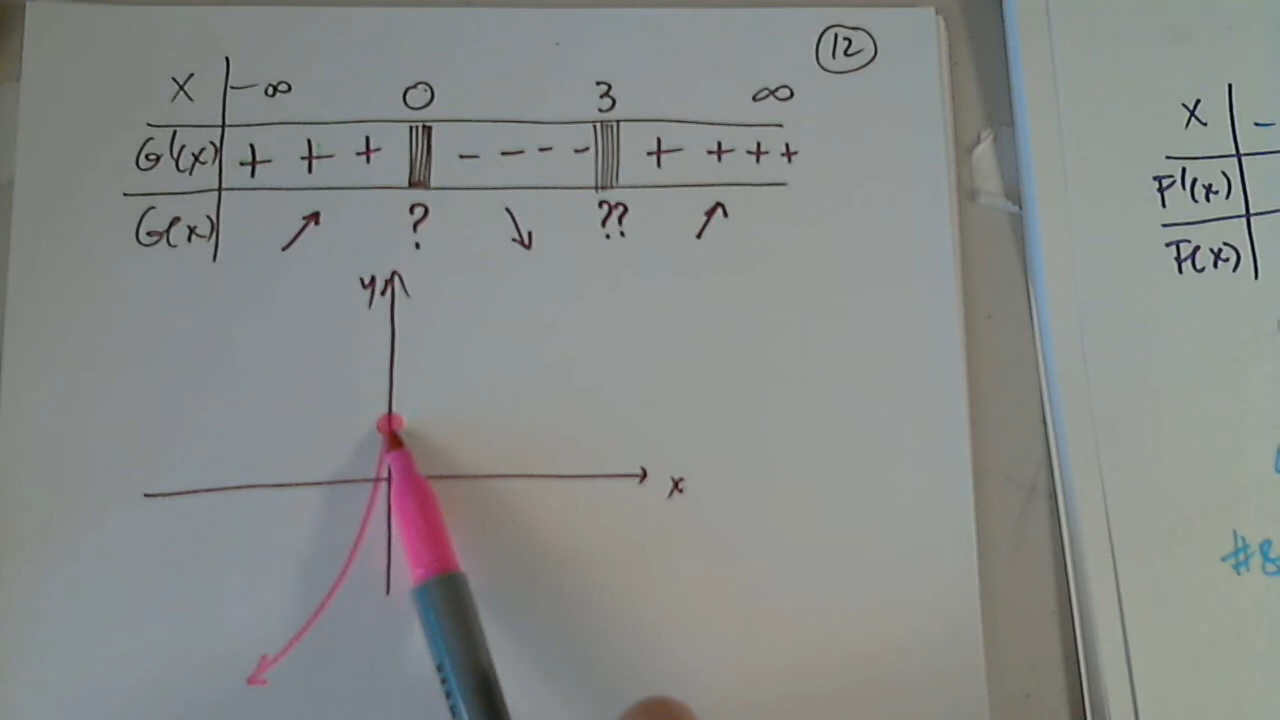 12
x -∞ 0 3 ∞
G'(x) + + + - - - - + + + +
G(x) ↗ ? ↘ ?? ↗
y
x
x -
F'(x)
F(x)
#8